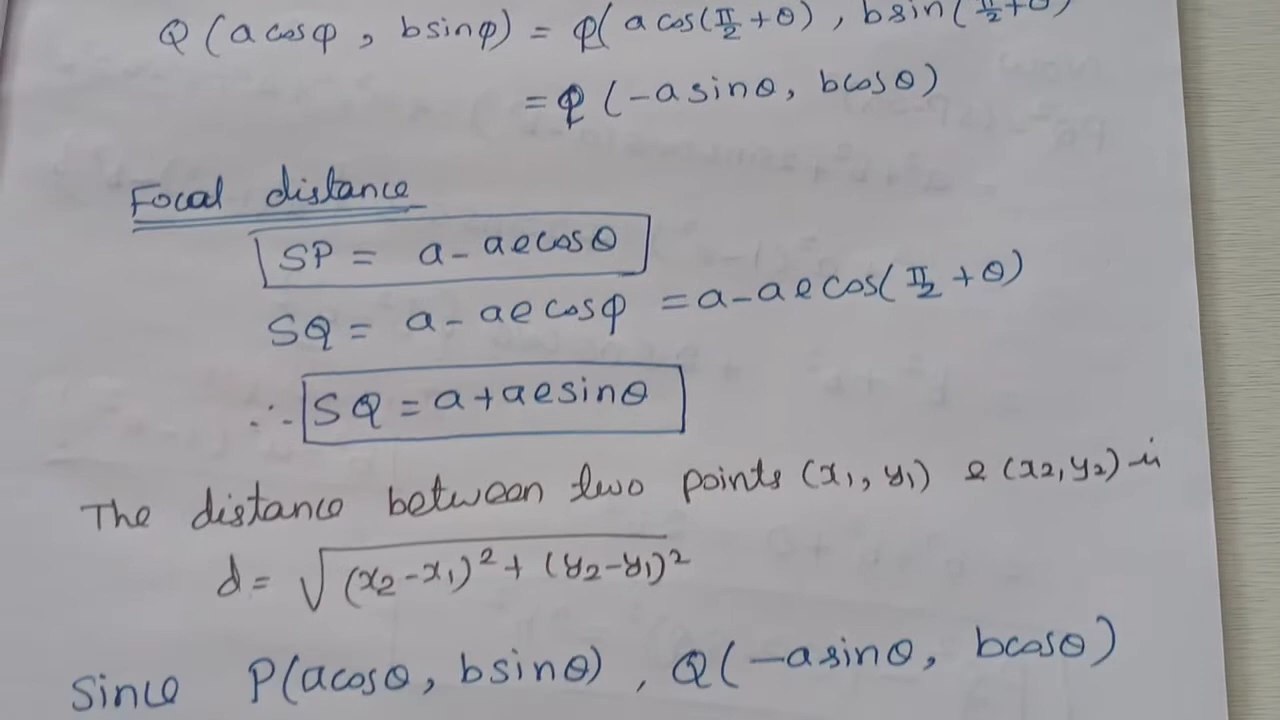 Q (a cosφ , b sinφ) = Q( a cos(π/2 + θ) , b sin(π/2 + θ)
= Q (-a sinθ, b cosθ)
Focal distance
SP = a - ae cosθ
SQ = a - ae cosφ = a - ae cos(π/2 + θ)
∴ SQ = a + ae sinθ
The distance between two points (x₁, y₁) & (x₂, y₂) is
d = √(x₂-x₁)² + (y₂-y₁)²
Since P(a cosθ, b sinθ) , Q(-a sinθ, b cosθ)